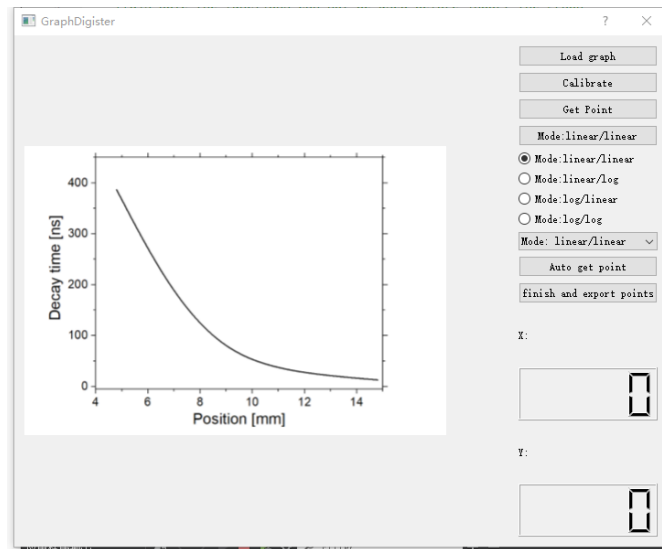 GraphDigister
Load graph
Calibrate
Get Point
Mode:linear/linear
Mode:linear/linear
Mode:linear/log
Mode:log/linear
Mode:log/log
Mode: linear/linear
Auto get point
finish and export points
X:
0
Y:
0
400
300
200
100
0
Decay time [ns]
4 6 8 10 12 14
Position [mm]